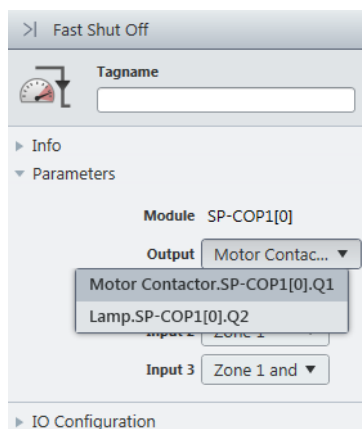 >| Fast Shut Off
Tagname
Info
Parameters
Module SP-COP1[0]
Output Motor Contac...
Motor Contactor.SP-COP1[0].Q1
Lamp.SP-COP1[0].Q2
Input 2 Zone 1
Input 3 Zone 1 and
IO Configuration